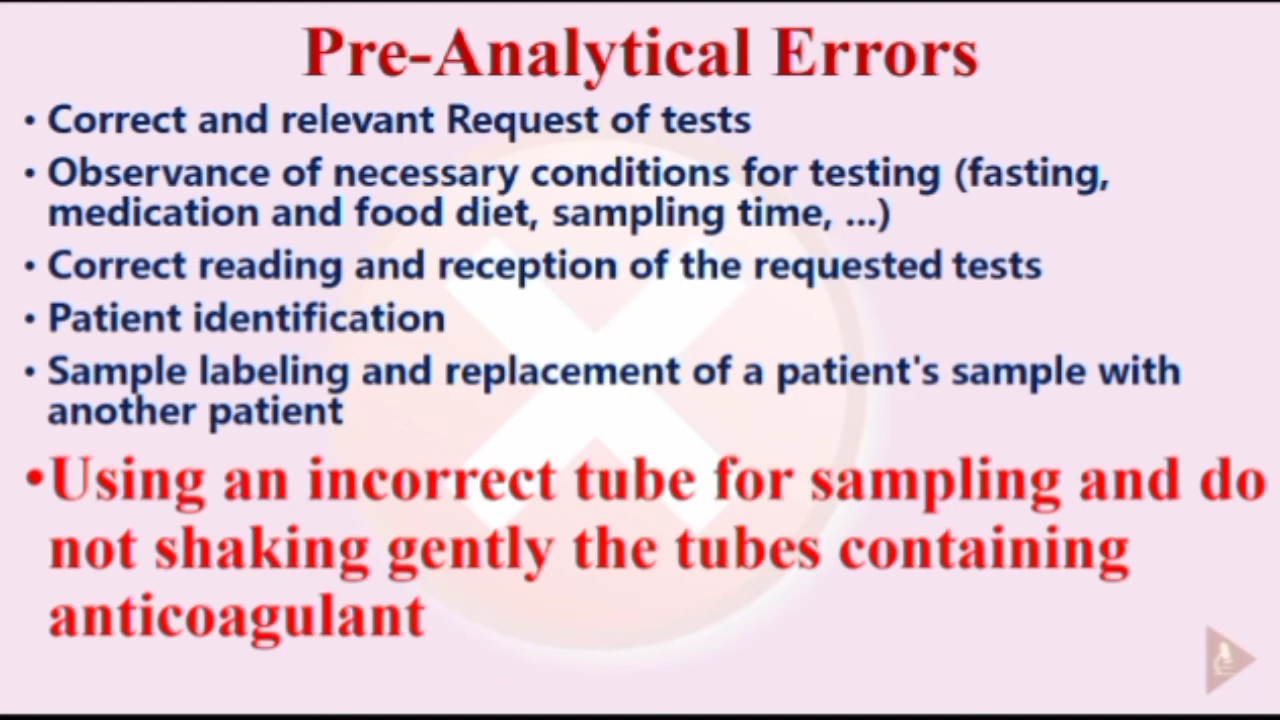 Pre-Analytical Errors
• Correct and relevant Request of tests
• Observance of necessary conditions for testing (fasting,
medication and food diet, sampling time, ...)
• Correct reading and reception of the requested tests
• Patient identification
• Sample labeling and replacement of a patient's sample with
another patient
•Using an incorrect tube for sampling and do
not shaking gently the tubes containing
anticoagulant